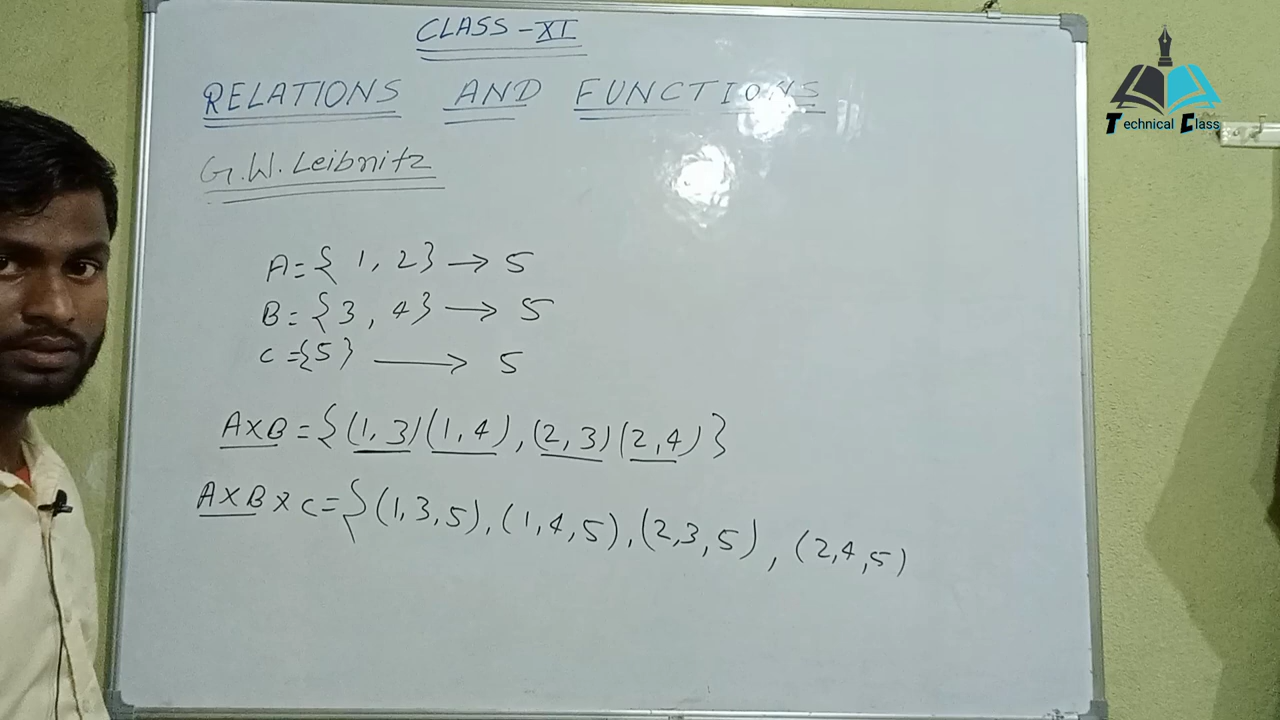 CLASS - XI
RELATIONS AND FUNCTIONS
G.W. Leibnitz
A = { 1, 2} → 5
B = {3, 4} → 5
C = {5} → 5
A×B = {(1, 3)(1, 4), (2, 3)(2, 4)}
A×B × C = {(1, 3, 5), (1, 4, 5), (2, 3, 5), (2, 4, 5)
Technical Class